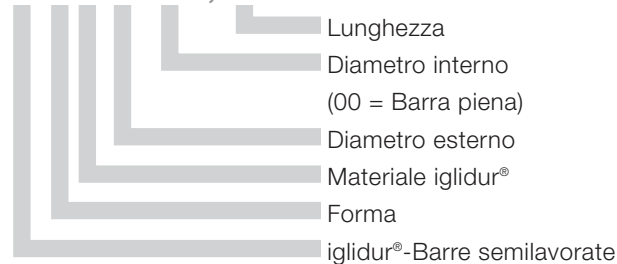 Lunghezza
Diametro interno
(00 = Barra piena)
Diametro esterno
Materiale iglidur®
Forma
iglidur®-Barre semilavorate